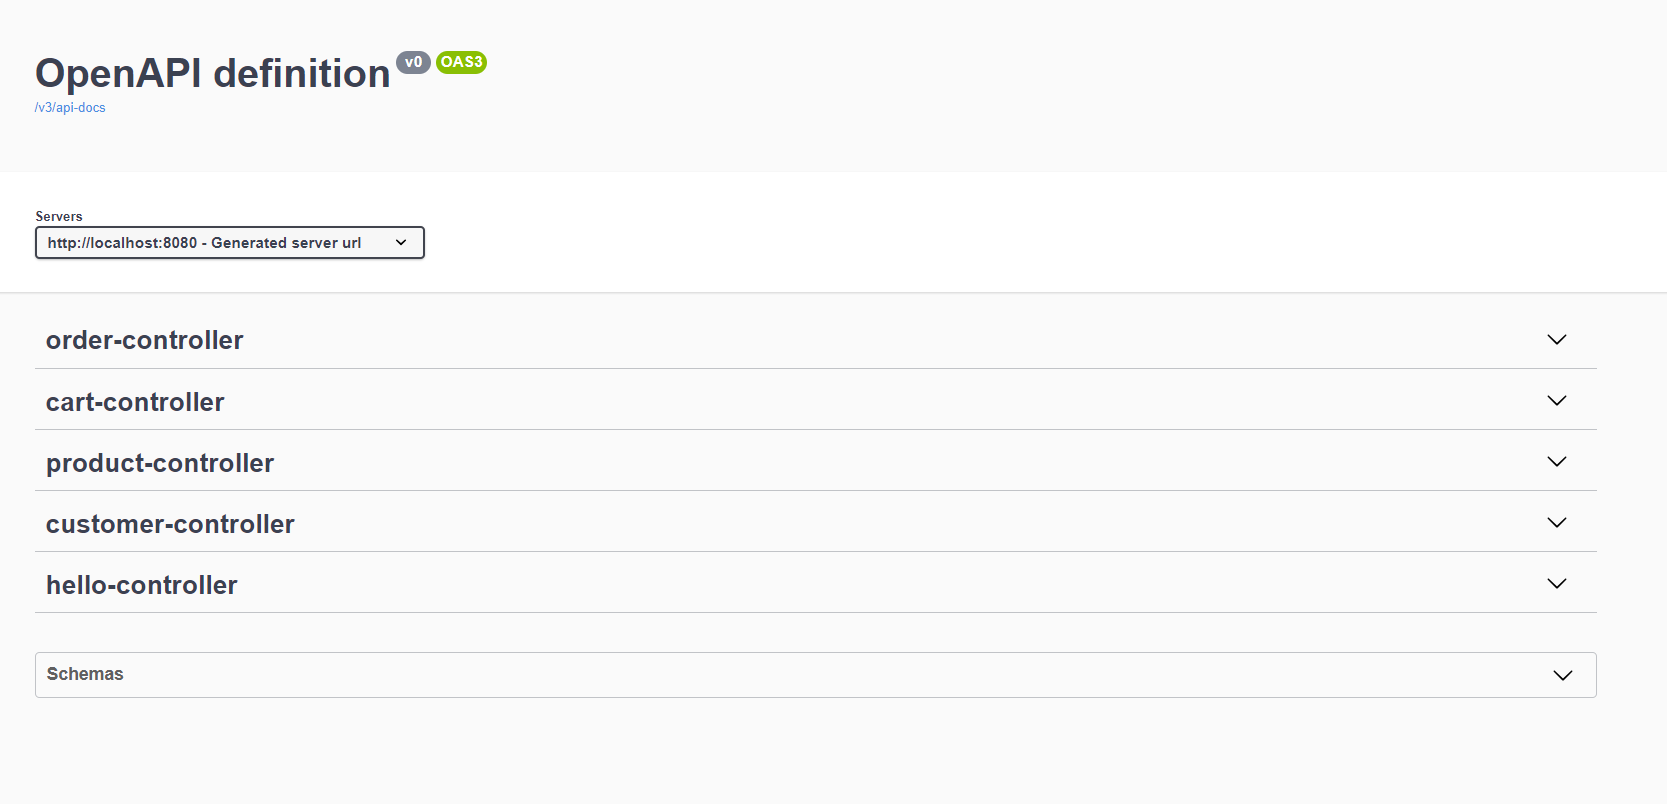 OpenAPI definition v0 OAS3
/v3/api-docs
Servers
http://localhost:8080 - Generated server url
order-controller
cart-controller
product-controller
customer-controller
hello-controller
Schemas